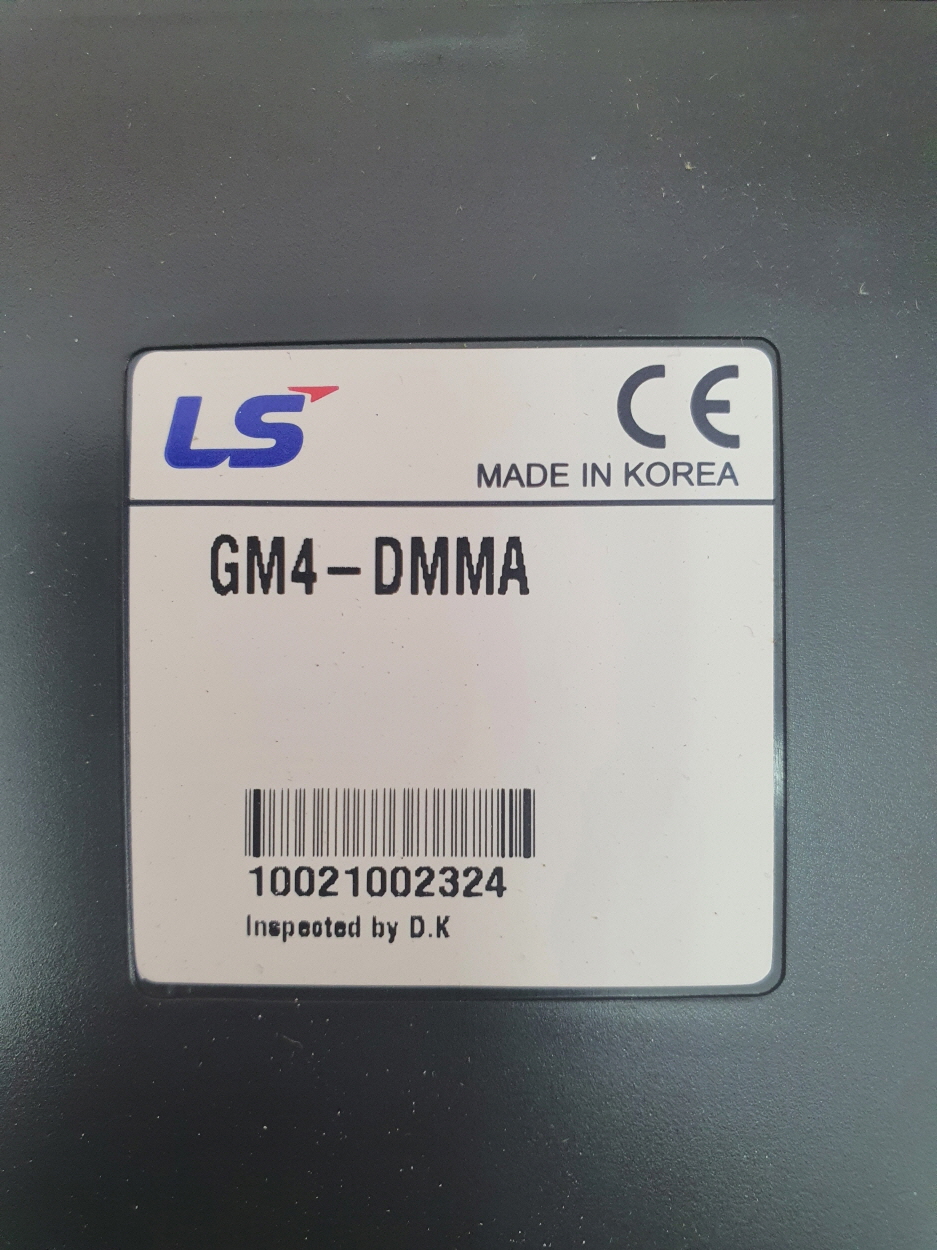 LS
CE
MADE IN KOREA
GM4-DMMA
10021002324
Inspected by D.K